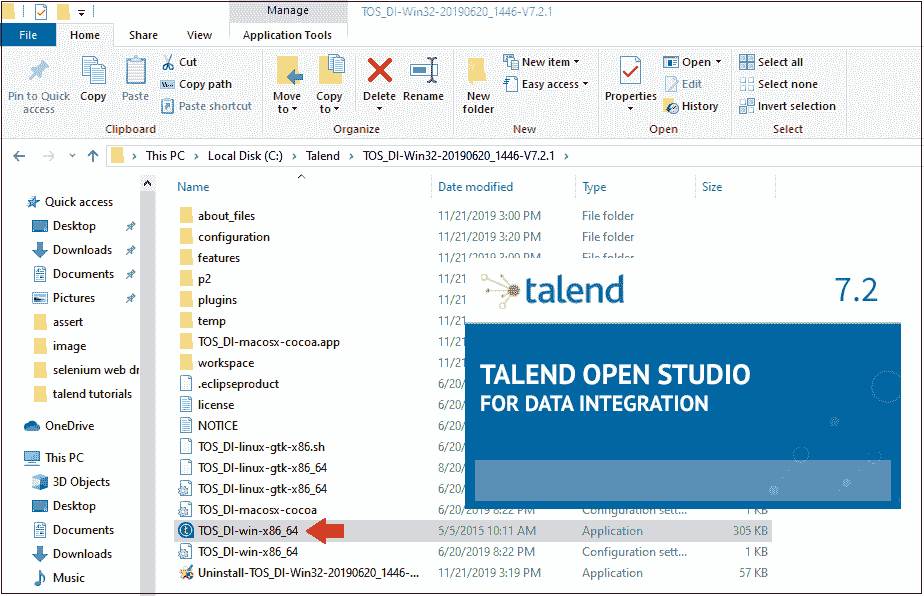 Manage TOS_DI-Win32-20190620_1446-V7.2.1
File Home Share View Application Tools
Pin to Quick access
Copy
Paste
Cut
Copy path
Paste shortcut
Clipboard
Move to
Copy to
Delete
Rename
Organize
New folder
New item
Easy access
New
Properties
Open
Edit
History
Open
Select all
Select none
Invert selection
Select
This PC > Local Disk (C:) > Talend > TOS_DI-Win32-20190620_1446-V7.2.1 >
Quick access
Desktop
Downloads
Documents
Pictures
assert
image
selenium web dr
talend tutorials
OneDrive
This PC
3D Objects
Desktop
Documents
Downloads
Music
Name Date modified Type Size
about_files 11/21/2019 3:00 PM File folder
configuration 11/21/2019 3:20 PM File folder
features 11/21/2019 3:00 PM File folder
p2 11/21
plugins 11/21
temp 11/21
TOS_DI-macosx-cocoa.app 11/21
workspace 11/21
.eclipseproduct 6/20/
license 6/20/
NOTICE 6/20/
TOS_DI-linux-gtk-x86.sh 6/20/
TOS_DI-linux-gtk-x86_64 8/20/
TOS_DI-linux-gtk-x86_64 6/20/
TOS_DI-macosx-cocoa 6/20/2019 8:22 PM Configuration sett... 1 KB
TOS_DI-win-x86_64 5/5/2015 10:11 AM Application 305 KB
TOS_DI-win-x86_64 6/20/2019 8:22 PM Configuration sett... 1 KB
Uninstall-TOS_DI-Win32-20190620_1446-... 11/21/2019 3:19 PM Application 57 KB
talend 7.2
TALEND OPEN STUDIO
FOR DATA INTEGRATION